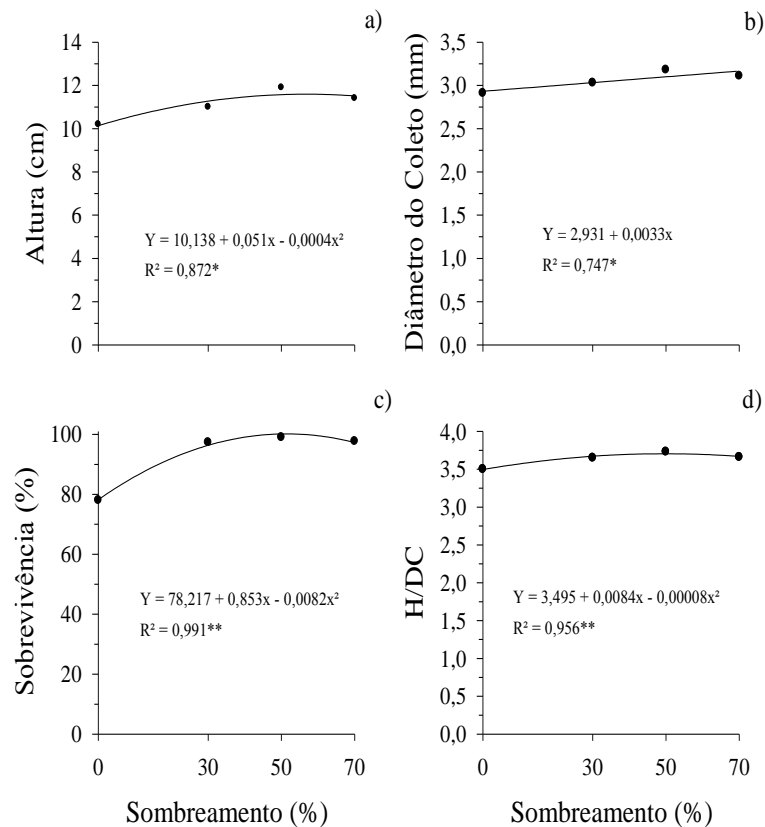 a)
14
12
10
8
6
4
2
0
Altura (cm)
Y = 10,138 + 0,051x - 0,0004x²
R² = 0,872*
b)
3,5
3,0
2,5
2,0
1,5
1,0
0,5
0,0
Diâmetro do Coleto (mm)
Y = 2,931 + 0,0033x
R² = 0,747*
c)
100
80
60
40
20
0
Sobrevivência (%)
Y = 78,217 + 0,853x - 0,0082x²
R² = 0,991**
0 30 50 70
Sombreamento (%)
d)
4,0
3,5
3,0
2,5
2,0
1,5
1,0
0,5
0,0
H/DC
Y = 3,495 + 0,0084x - 0,00008x²
R² = 0,956**
0 30 50 70
Sombreamento (%)